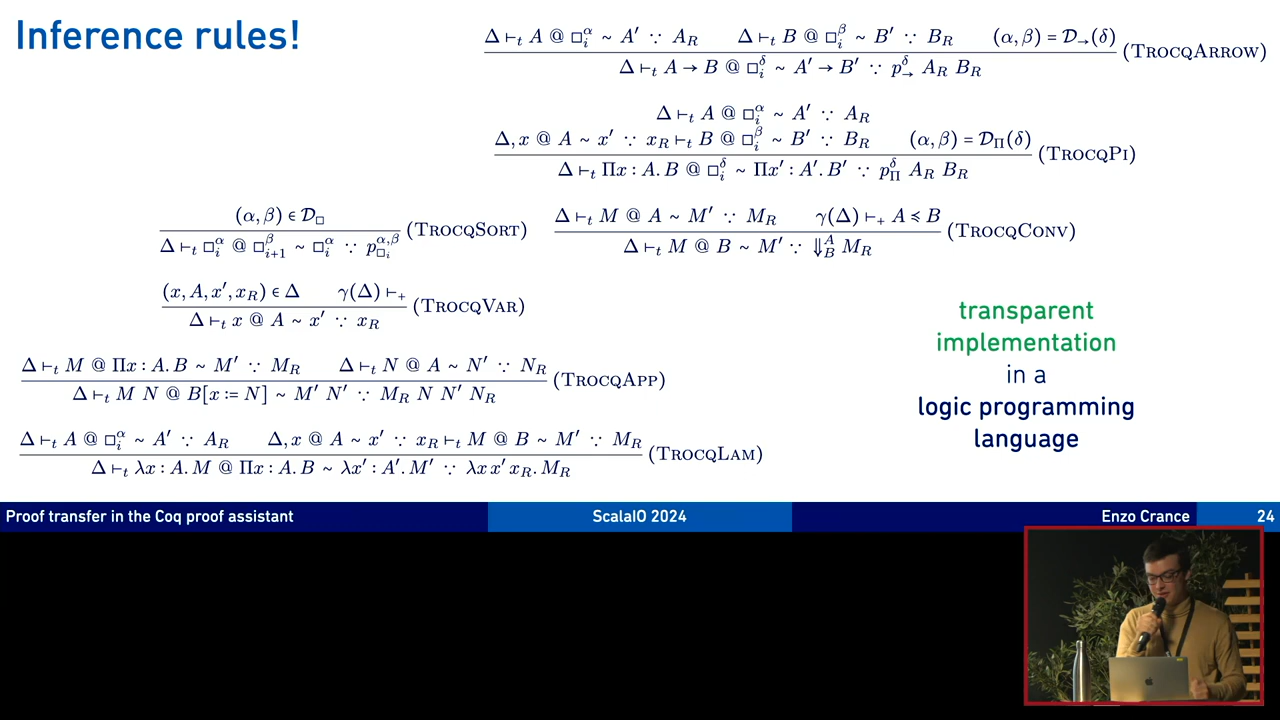 Inference rules!
Δ ⊢ₜ A @ □ᵢ^α ~ A′ ∵ A_R    Δ ⊢ₜ B @ □ᵢ^β ~ B′ ∵ B_R    (α, β) = 𝒟_→(δ)
(TROCQARROW)
Δ ⊢ₜ A → B @ □ᵢ^δ ~ A′ → B′ ∵ p_→^δ A_R B_R
Δ ⊢ₜ A @ □ᵢ^α ~ A′ ∵ A_R
Δ, x @ A ~ x′ ∵ x_R ⊢ₜ B @ □ᵢ^β ~ B′ ∵ B_R    (α, β) = 𝒟_Π(δ)
(TROCQPI)
Δ ⊢ₜ Πx : A. B @ □ᵢ^δ ~ Πx′ : A′. B′ ∵ p_Π^δ A_R B_R
(α, β) ∈ 𝒟_□
(TROCQSORT)
Δ ⊢ₜ □ᵢ^α @ □ᵢ₊₁^β ~ □ᵢ^α ∵ p_□ᵢ^α,β
Δ ⊢ₜ M @ A ~ M′ ∵ M_R    γ(Δ) ⊢₊ A ≼ B
(TROCQCONV)
Δ ⊢ₜ M @ B ~ M′ ∵ ⇓_B^A M_R
(x, A, x′, x_R) ∈ Δ    γ(Δ) ⊢₊
(TROCQVAR)
Δ ⊢ₜ x @ A ~ x′ ∵ x_R
Δ ⊢ₜ M @ Πx : A. B ~ M′ ∵ M_R    Δ ⊢ₜ N @ A ~ N′ ∵ N_R
(TROCQAPP)
Δ ⊢ₜ M N @ B[x ≔ N] ~ M′ N′ ∵ M_R N N′ N_R
Δ ⊢ₜ A @ □ᵢ^α ~ A′ ∵ A_R    Δ, x @ A ~ x′ ∵ x_R ⊢ₜ M @ B ~ M′ ∵ M_R
(TROCQLAM)
Δ ⊢ₜ λx : A. M @ Πx : A. B ~ λx′ : A′. M′ ∵ λx x′ x_R. M_R
transparent
implementation
in a
logic programming
language
Proof transfer in the Coq proof assistant
ScalaIO 2024
Enzo Crance
24